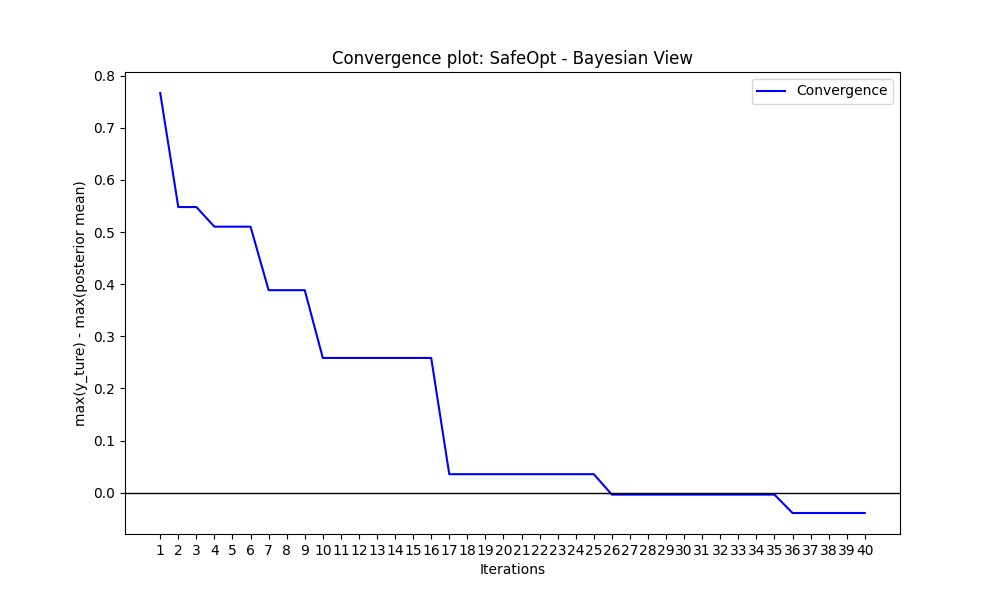 Convergence plot: SafeOpt - Bayesian View
Convergence
max(y_ture) - max(posterior mean)
0.8
0.7
0.6
0.5
0.4
0.3
0.2
0.1
0.0
1 2 3 4 5 6 7 8 9 10 11 12 13 14 15 16 17 18 19 20 21 22 23 24 25 26 27 28 29 30 31 32 33 34 35 36 37 38 39 40
Iterations